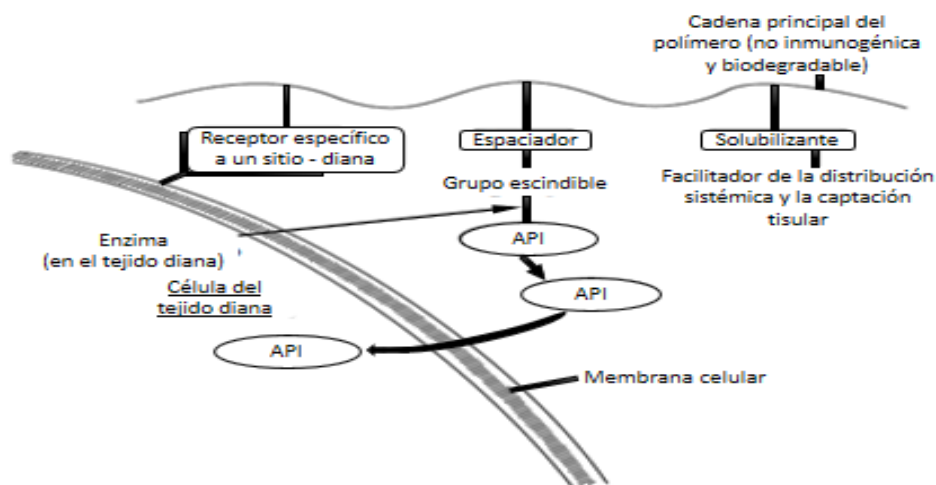 Cadena principal del
polímero (no inmunogénica
y biodegradable)
Receptor específico
a un sitio - diana
Espaciador
Solubilizante
Grupo escindible
Facilitador de la distribución
sistémica y la captación
tisular
Enzima
(en el tejido diana)
API
Célula del
tejido diana
API
API
Membrana celular